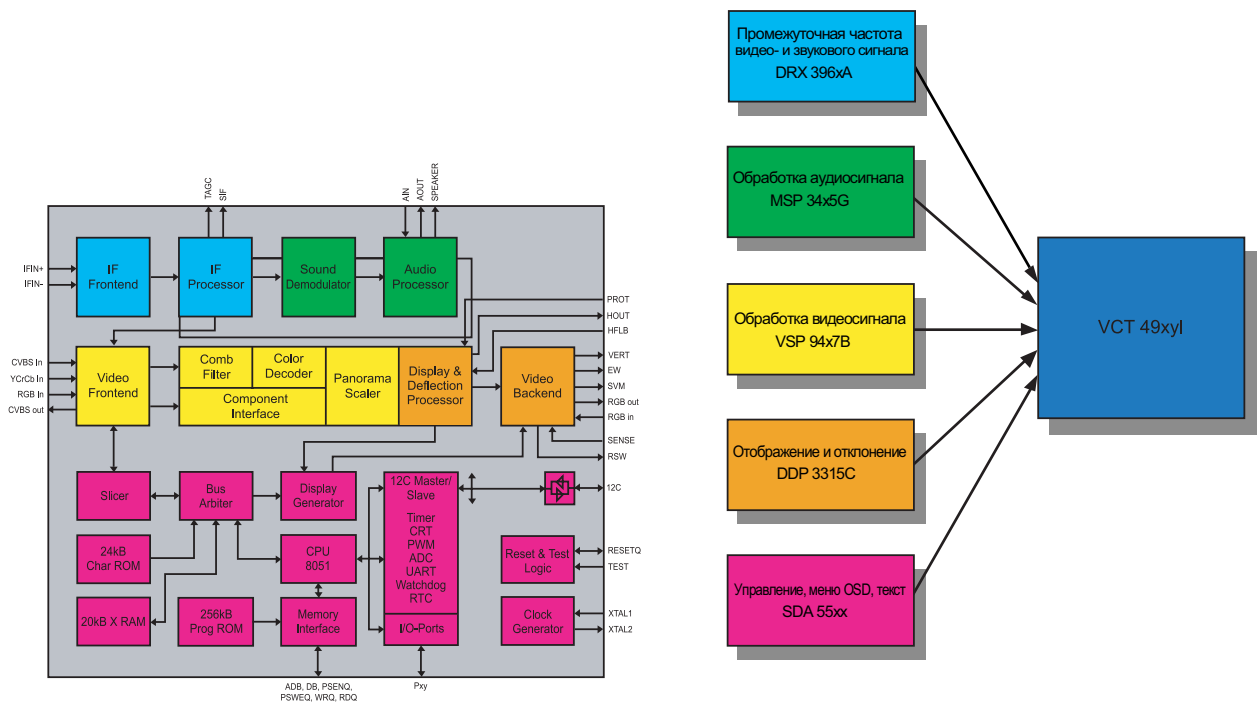 TAGC
SIF
AIN
AOUT
SPEAKER
IFIN+
IFIN-
IF
Frontend
IF
Processor
Sound
Demodulator
Audio
Processor
PROT
HOUT
HFLB
CVBS In
YCrCb In
RGB In
CVBS out
Video
Frontend
Comb
Filter
Color
Decoder
Component
Interface
Panorama
Scaler
Display &
Deflection
Processor
Video
Backend
VERT
EW
SVM
RGB out
RGB in
SENSE
RSW
Slicer
Bus
Arbiter
Display
Generator
12C Master/
Slave
Timer
CRT
PWM
ADC
UART
Watchdog
RTC
I/O-Ports
12C
24kB
Char ROM
CPU
8051
Reset & Test
Logic
RESETQ
TEST
20kB X RAM
256kB
Prog ROM
Memory
Interface
Clock
Generator
XTAL1
XTAL2
ADB, DB, PSENQ,
PSWEQ, WRQ, RDQ
Pxy
Промежуточная частота
видео- и звукового сигнала
DRX 396xA
Обработка аудиосигнала
MSP 34x5G
Обработка видеосигнала
VSP 94x7B
Отображение и отклонение
DDP 3315C
Управление, меню OSD, текст
SDA 55xx
VCT 49xyI